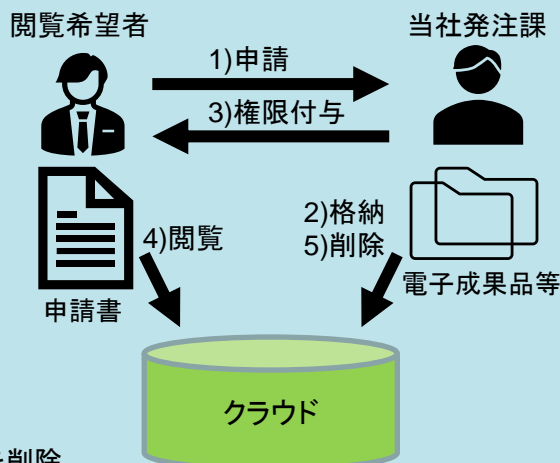 閲覧希望者
当社発注課
1)申請
3)権限付与
2)格納
4)閲覧
5)削除
電子成果品等
申請書
クラウド
削除